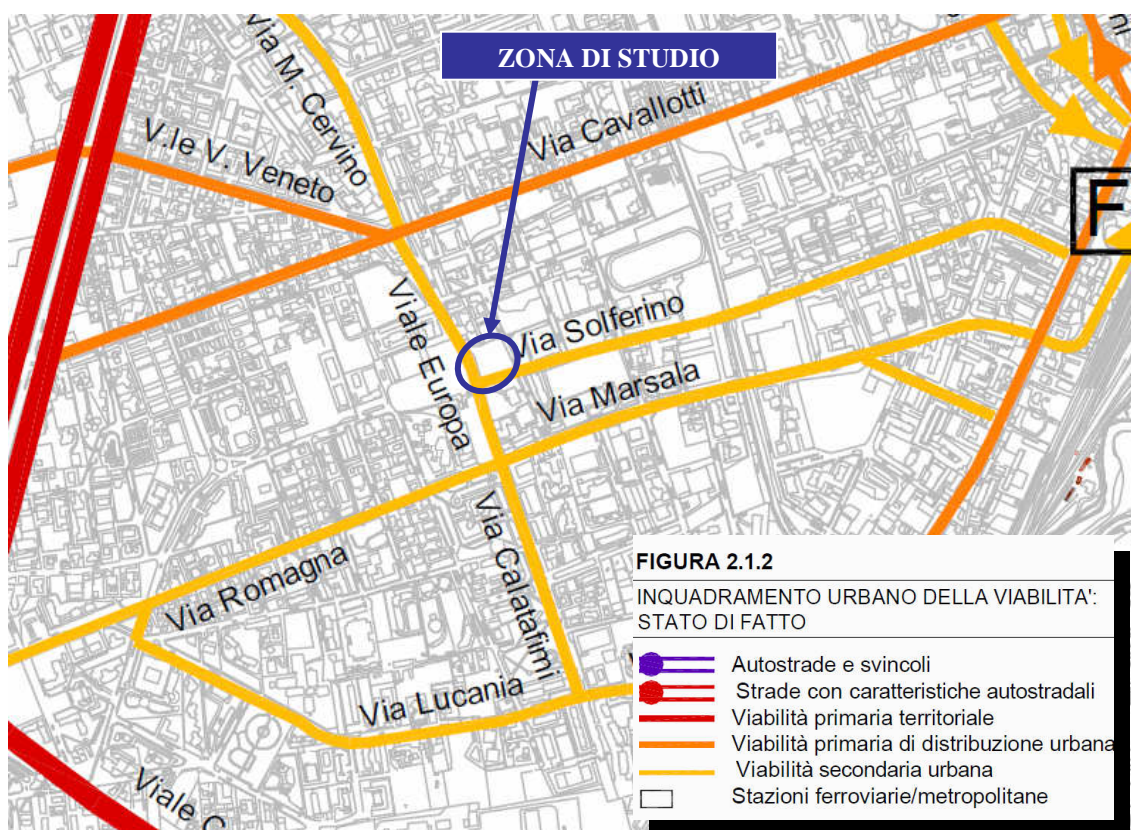 ZONA DI STUDIO
Via M. Cervino
Via Cavallotti
V.le V. Veneto
F
Viale Europa
Via Solferino
Via Marsala
Via Calatafimi
Via Romagna
Via Lucania
Viale C
FIGURA 2.1.2
INQUADRAMENTO URBANO DELLA VIABILITA':
STATO DI FATTO
Autostrade e svincoli
Strade con caratteristiche autostradali
Viabilità primaria territoriale
Viabilità primaria di distribuzione urbana
Viabilità secondaria urbana
Stazioni ferroviarie/metropolitane